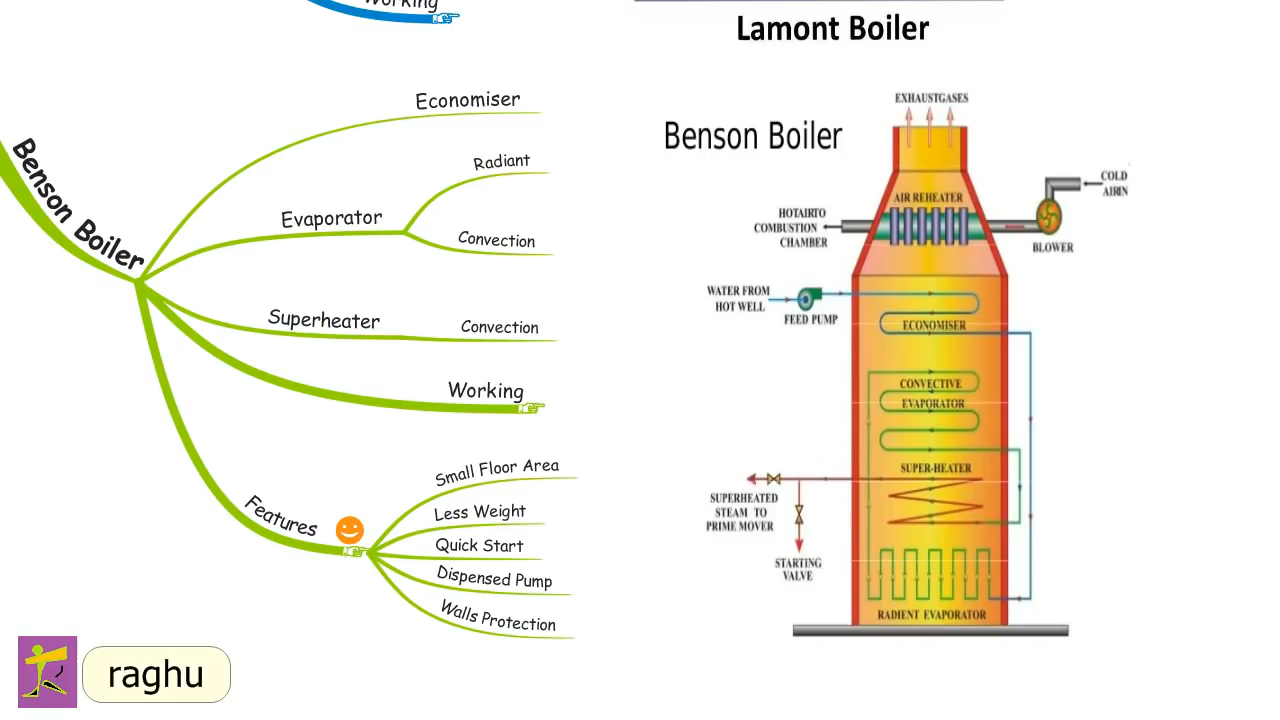 Working
Lamont Boiler
Benson Boiler
Economiser
Evaporator
Radiant
Convection
Superheater
Convection
Working
Features
Small Floor Area
Less Weight
Quick Start
Dispensed Pump
Walls Protection
raghu
Benson Boiler
EXHAUSTGASES
AIR REHEATER
COLD
AIRIN
HOTAIRTO
COMBUSTION
CHAMBER
BLOWER
WATER FROM
HOT WELL
FEED PUMP
ECONOMISER
CONVECTIVE
EVAPORATOR
SUPER-HEATER
SUPERHEATED
STEAM TO
PRIME MOVER
STARTING
VALVE
RADIENT EVAPORATOR